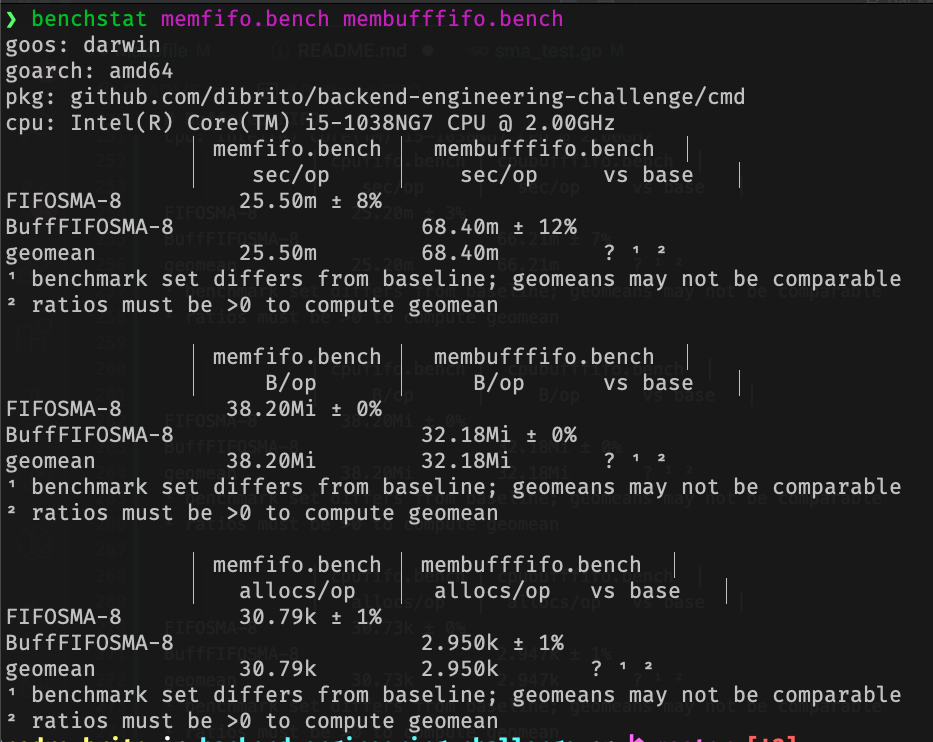 ❯ benchstat memfifo.bench membufffifo.bench
goos: darwin
goarch: amd64
pkg: github.com/dibrito/backend-engineering-challenge/cmd
cpu: Intel(R) Core(TM) i5-1038NG7 CPU @ 2.00GHz
│ memfifo.bench │ membufffifo.bench │
│ sec/op │ sec/op vs base │
FIFOSMA-8 25.50m ± 8%
BuffFIFOSMA-8 68.40m ± 12%
geomean 25.50m 68.40m ? ¹ ²
¹ benchmark set differs from baseline; geomeans may not be comparable
² ratios must be >0 to compute geomean
│ memfifo.bench │ membufffifo.bench │
│ B/op │ B/op vs base │
FIFOSMA-8 38.20Mi ± 0%
BuffFIFOSMA-8 32.18Mi ± 0%
geomean 38.20Mi 32.18Mi ? ¹ ²
¹ benchmark set differs from baseline; geomeans may not be comparable
² ratios must be >0 to compute geomean
│ memfifo.bench │ membufffifo.bench │
│ allocs/op │ allocs/op vs base │
FIFOSMA-8 30.79k ± 1%
BuffFIFOSMA-8 2.950k ± 1%
geomean 30.79k 2.950k ? ¹ ²
¹ benchmark set differs from baseline; geomeans may not be comparable
² ratios must be >0 to compute geomean